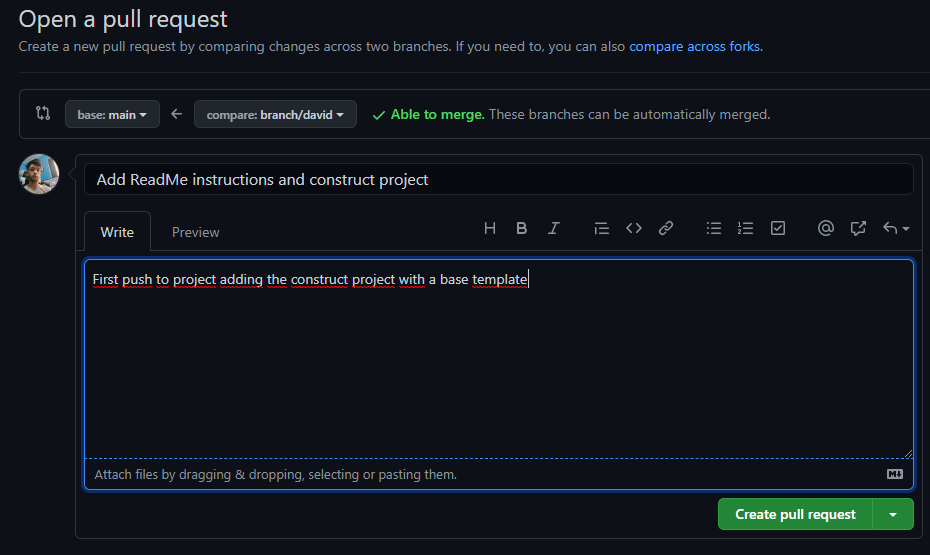 Open a pull request
Create a new pull request by comparing changes across two branches. If you need to, you can also compare across forks.
base: main
compare: branch/david
Able to merge. These branches can be automatically merged.
Add ReadMe instructions and construct project
Write Preview
First push to project adding the construct project with a base template
Attach files by dragging & dropping, selecting or pasting them.
Create pull request